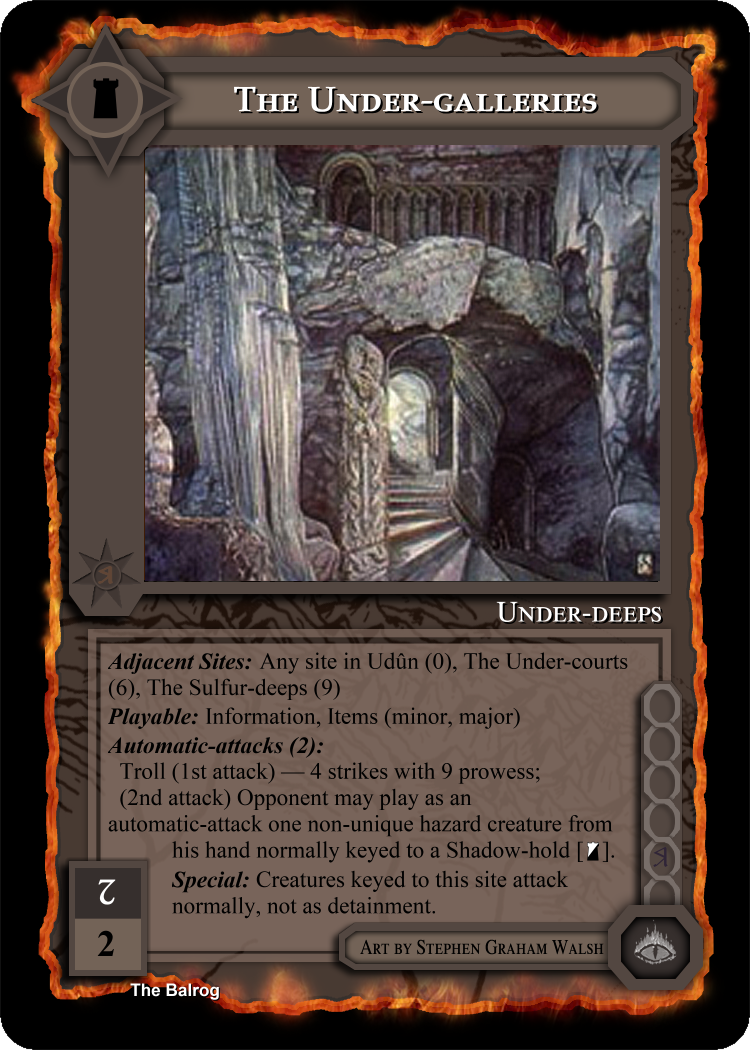 The Under-galleries
Under-deeps
Adjacent Sites: Any site in Udûn (0), The Under-courts
(6), The Sulfur-deeps (9)
Playable: Information, Items (minor, major)
Automatic-attacks (2):
Troll (1st attack) — 4 strikes with 9 prowess;
(2nd attack) Opponent may play as an
automatic-attack one non-unique hazard creature from
his hand normally keyed to a Shadow-hold [ ].
Special: Creatures keyed to this site attack
normally, not as detainment.
2
Art by Stephen Graham Walsh
The Balrog